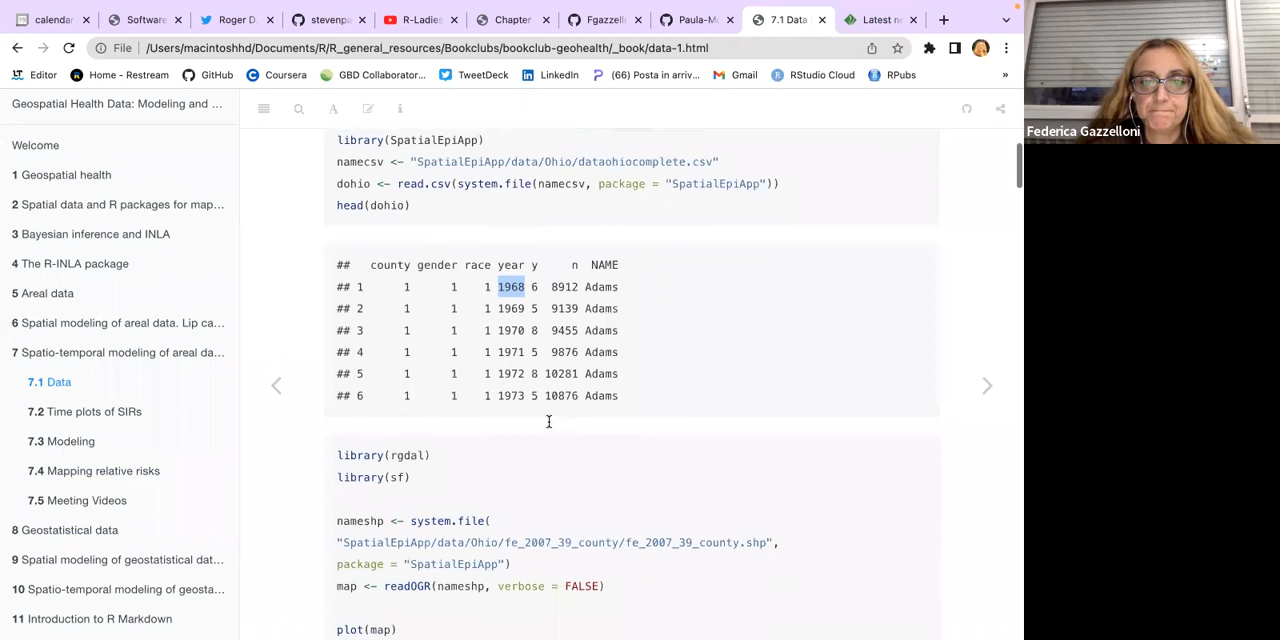 calendar
Software
Roger D.
stevenpa
R-Ladies
Chapter
Fgazzell
Paula-Mo
7.1 Data
Latest ne
File
/Users/macintoshhd/Documents/R/R_general_resources/Bookclubs/bookclub-geohealth/_book/data-1.html
Editor
Home - Restream
GitHub
Coursera
GBD Collaborator...
TweetDeck
LinkedIn
(66) Posta in arriv...
Gmail
RStudio Cloud
RPubs
»
Federica Gazzelloni
Geospatial Health Data: Modeling and ...
Welcome
1 Geospatial health
2 Spatial data and R packages for map...
3 Bayesian inference and INLA
4 The R-INLA package
5 Areal data
6 Spatial modeling of areal data. Lip ca...
7 Spatio-temporal modeling of areal da...
7.1 Data
7.2 Time plots of SIRs
7.3 Modeling
7.4 Mapping relative risks
7.5 Meeting Videos
8 Geostatistical data
9 Spatial modeling of geostatistical dat...
10 Spatio-temporal modeling of geosta...
11 Introduction to R Markdown
library(SpatialEpiApp)
namecsv <- "SpatialEpiApp/data/Ohio/dataohiocomplete.csv"
dohio <- read.csv(system.file(namecsv, package = "SpatialEpiApp"))
head(dohio)
## county gender race year y n NAME
## 1 1 1 1 1968 6 8912 Adams
## 2 1 1 1 1969 5 9139 Adams
## 3 1 1 1 1970 8 9455 Adams
## 4 1 1 1 1971 5 9876 Adams
## 5 1 1 1 1972 8 10281 Adams
## 6 1 1 1 1973 5 10876 Adams
library(rgdal)
library(sf)
nameshp <- system.file(
"SpatialEpiApp/data/Ohio/fe_2007_39_county/fe_2007_39_county.shp",
package = "SpatialEpiApp")
map <- readOGR(nameshp, verbose = FALSE)
plot(map)